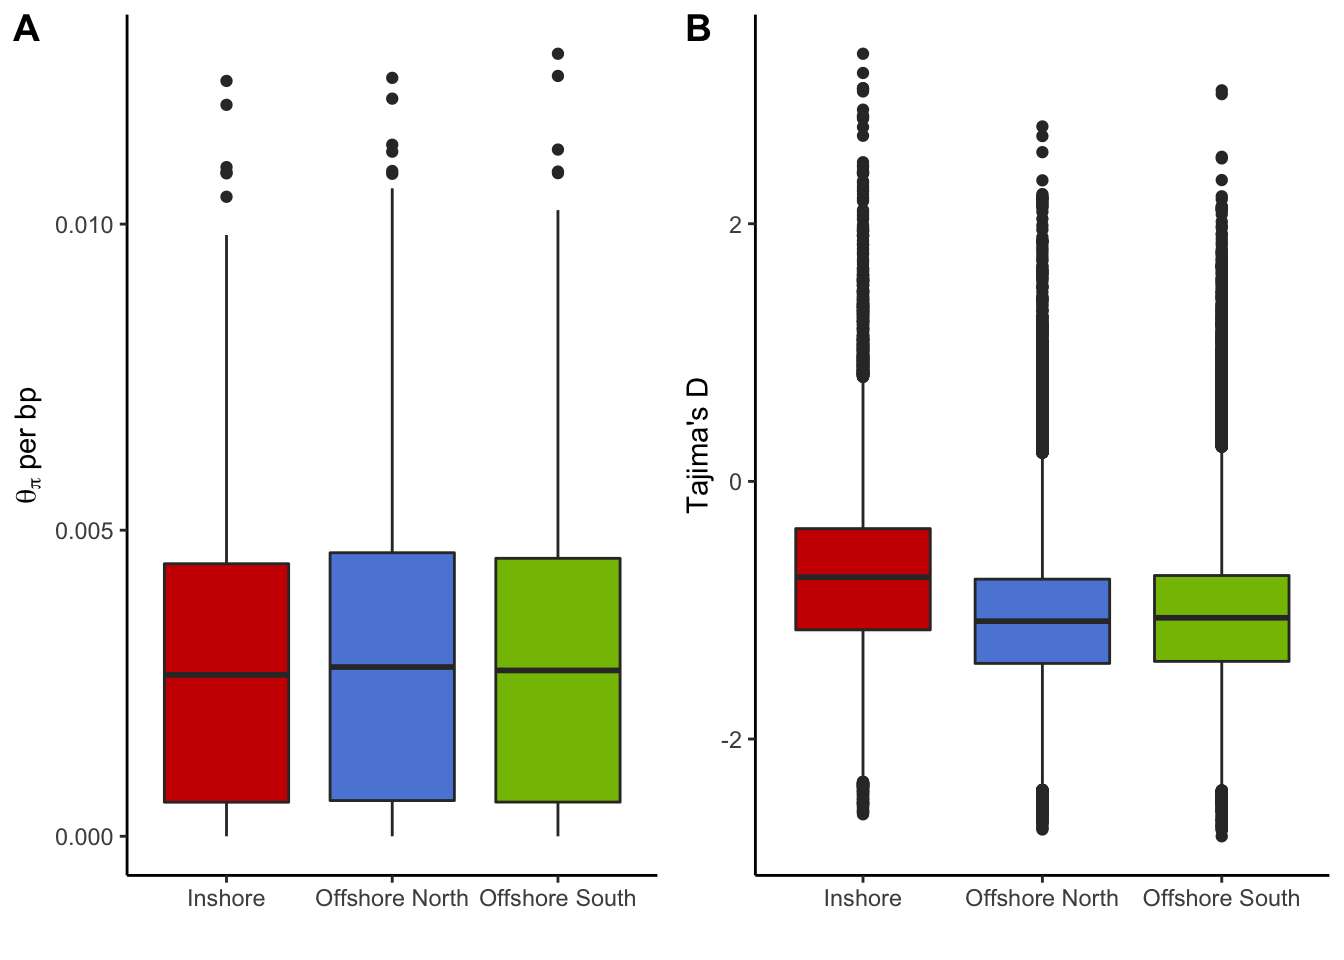 A
θπ per bp
0.010
0.005
0.000
Inshore
Offshore North
Offshore South
B
Tajima's D
2
0
-2
Inshore
Offshore North
Offshore South